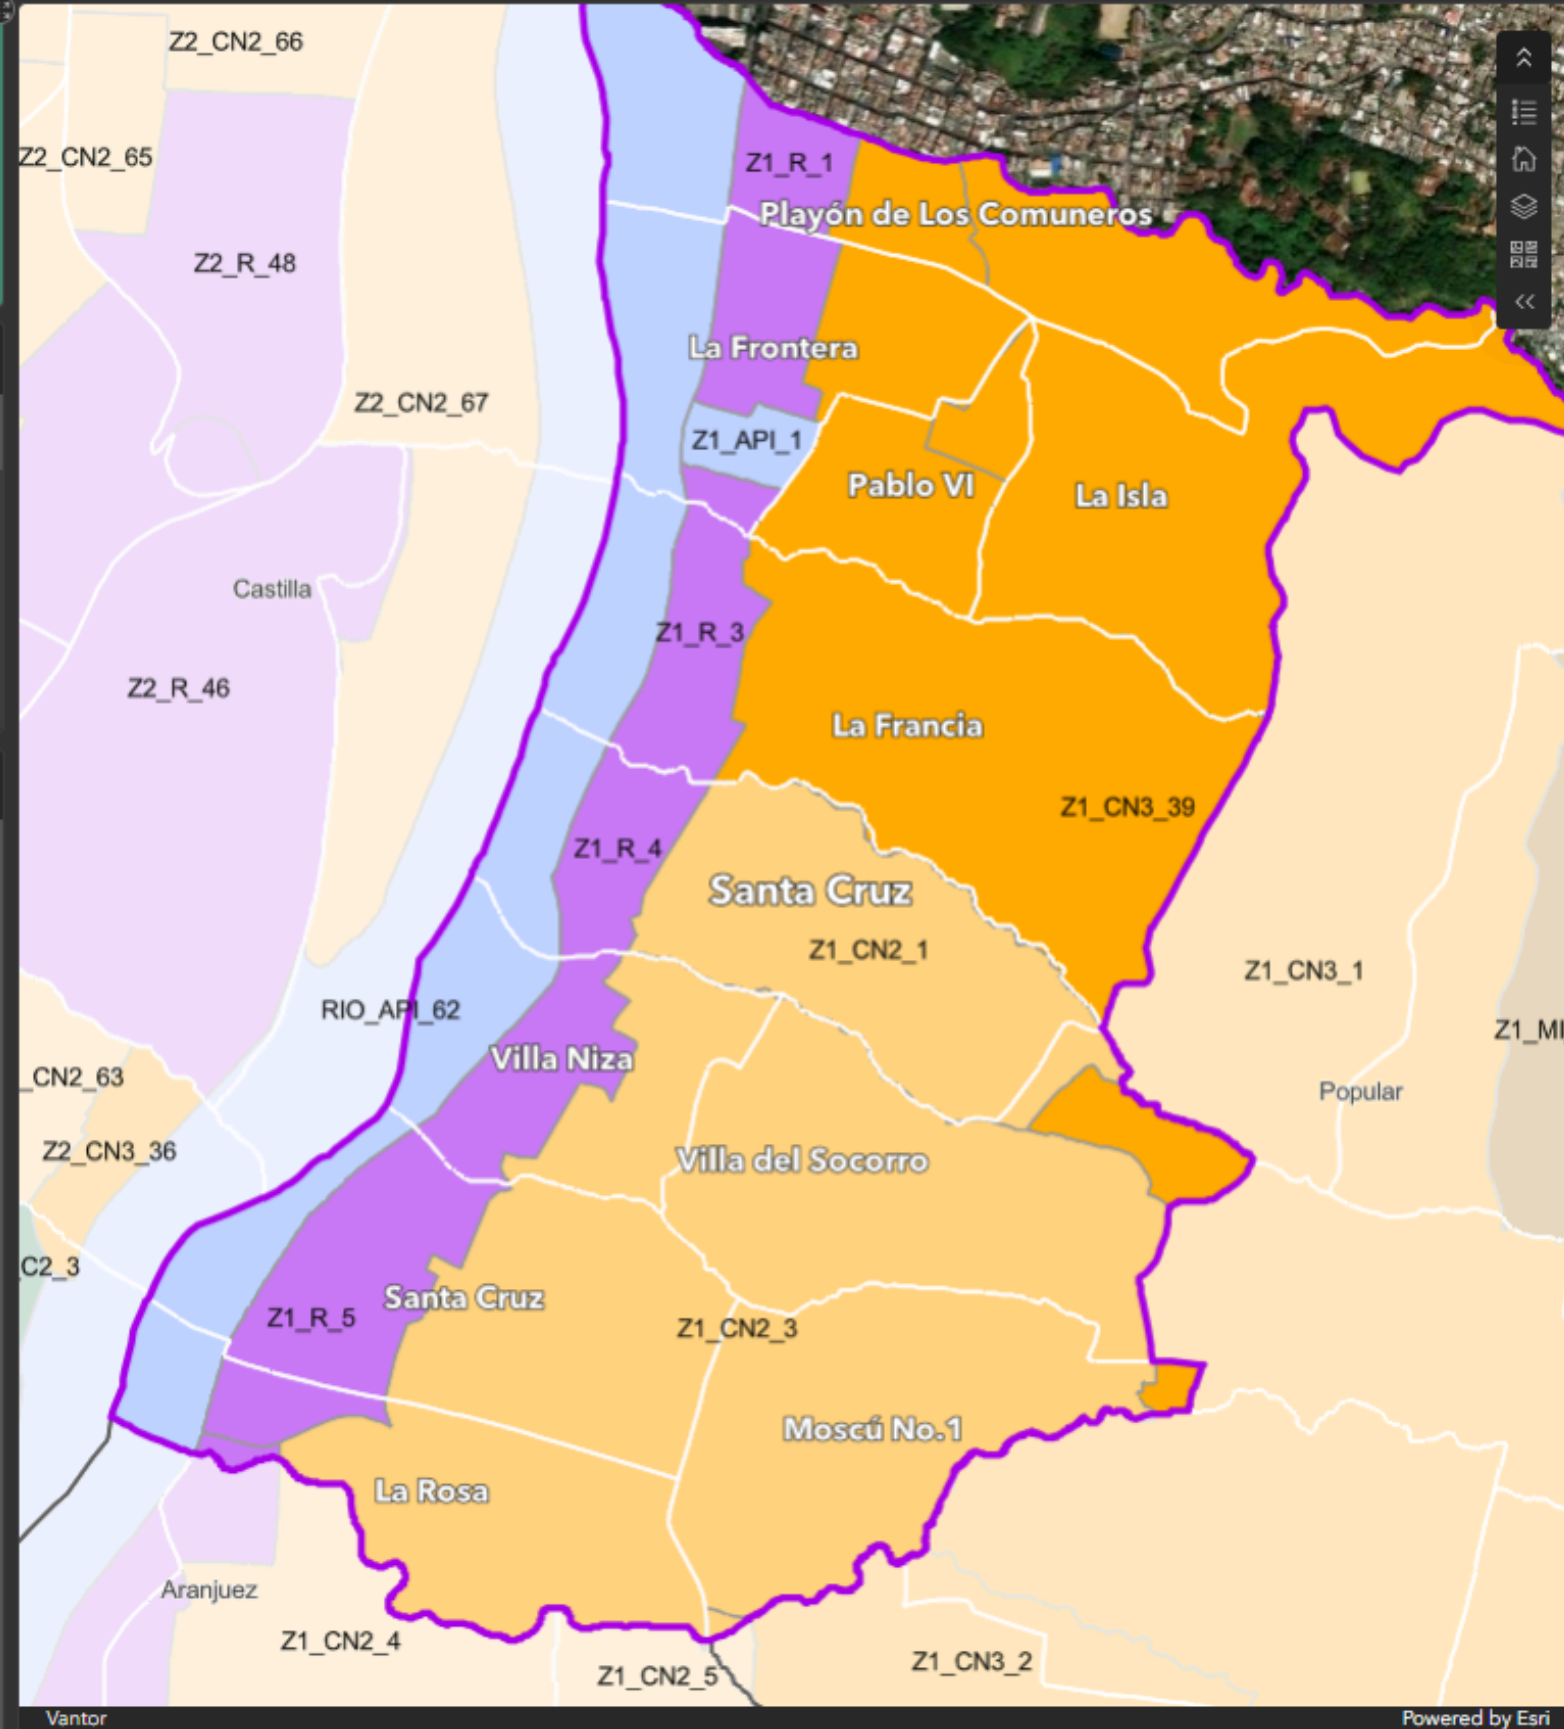 Z2_CN2_66
Z2_CN2_65
Z1_R_1
Playón de Los Comuneros
Z2_R_48
La Frontera
Z2_CN2_67
Z1_API_1
Pablo VI
La Isla
Castilla
Z1_R_3
Z2_R_46
La Francia
Z1_CN3_39
Z1_R_4
Santa Cruz
Z1_CN2_1
Z1_CN3_1
RIO_API_62
Z1_MI
Villa Niza
_CN2_63
Popular
Z2_CN3_36
Villa del Socorro
C2_3
Santa Cruz
Z1_R_5
Z1_CN2_3
Moscú No.1
La Rosa
Aranjuez
Z1_CN2_4
Z1_CN3_2
Z1_CN2_5
Vantor
Powered by Esri